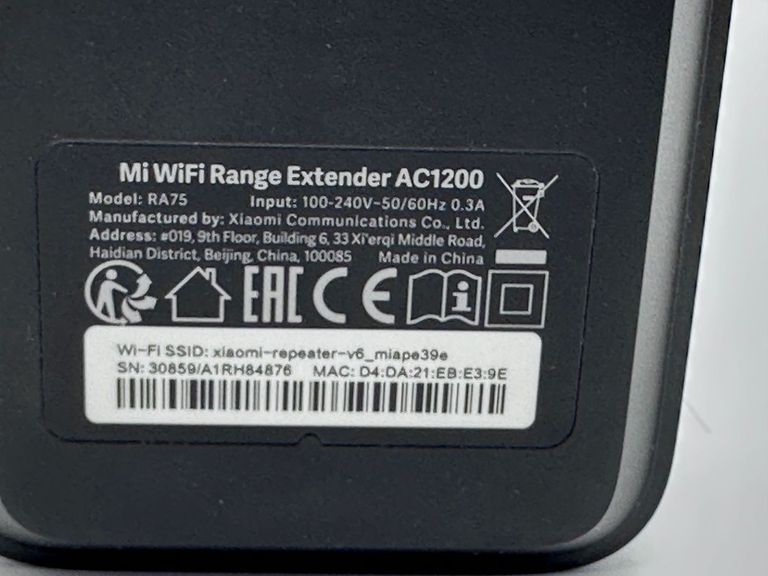 Mi WiFi Range Extender AC1200
Model: RA75 Input: 100-240V-50/60Hz 0.3A
Manufactured by: Xiaomi Communications Co., Ltd.
Address: #019, 9th Floor, Building 6, 33 Xi'erqi Middle Road,
Haidian District, Beijing, China, 100085 Made in China
EAC CE
Wi-Fi SSID: xiaomi-repeater-v6_miape39e
SN: 30859/A1RH84876 MAC: D4:DA:21:EB:E3:9E